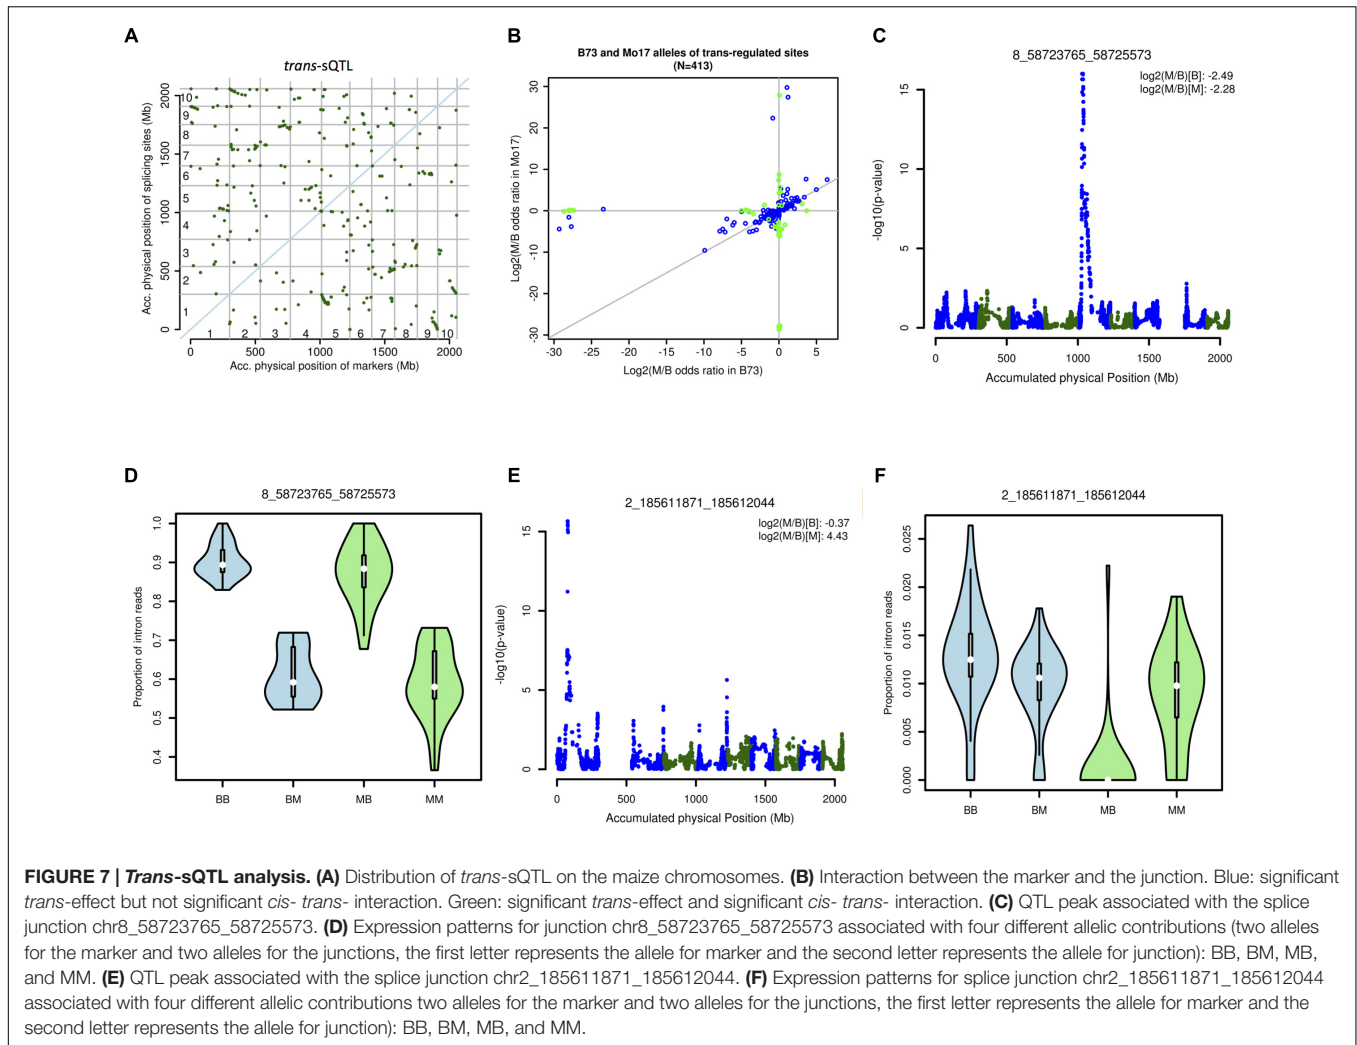 A
trans-sQTL
Acc. physical position of splicing sites (Mb)
2000
1500
1000
500
0
10
9
8
7
6
5
4
3
2
1
1 2 3 4 5 6 7 8 9 10
0 500 1000 1500 2000
Acc. physical position of markers (Mb)
B
B73 and Mo17 alleles of trans-regulated sites
(N=413)
Log2(M/B odds ratio in Mo17)
30
20
10
0
-10
-20
-30
-30 -25 -20 -15 -10 -5 0 5
Log2(M/B odds ratio in B73)
C
8_58723765_58725573
log2(M/B)[B]: -2.49
log2(M/B)[M]: -2.28
-log10(p-value)
15
10
5
0
0 500 1000 1500 2000
Accumulated physical Position (Mb)
D
8_58723765_58725573
Proportion of intron reads
1.0
0.9
0.8
0.7
0.6
0.5
0.4
BB BM MB MM
E
2_185611871_185612044
log2(M/B)[B]: -0.37
log2(M/B)[M]: 4.43
-log10(p-value)
15
10
5
0
0 500 1000 1500 2000
Accumulated physical Position (Mb)
F
2_185611871_185612044
Proportion of intron reads
0.025
0.020
0.015
0.010
0.005
0.000
BB BM MB MM
FIGURE 7 | Trans-sQTL analysis. (A) Distribution of trans-sQTL on the maize chromosomes. (B) Interaction between the marker and the junction. Blue: significant
trans-effect but not significant cis- trans- interaction. Green: significant trans-effect and significant cis- trans- interaction. (C) QTL peak associated with the splice
junction chr8_58723765_58725573. (D) Expression patterns for junction chr8_58723765_58725573 associated with four different allelic contributions (two alleles
for the marker and two alleles for the junctions, the first letter represents the allele for marker and the second letter represents the allele for junction): BB, BM, MB,
and MM. (E) QTL peak associated with the splice junction chr2_185611871_185612044. (F) Expression patterns for splice junction chr2_185611871_185612044
associated with four different allelic contributions two alleles for the marker and two alleles for the junctions, the first letter represents the allele for marker and the
second letter represents the allele for junction): BB, BM, MB, and MM.